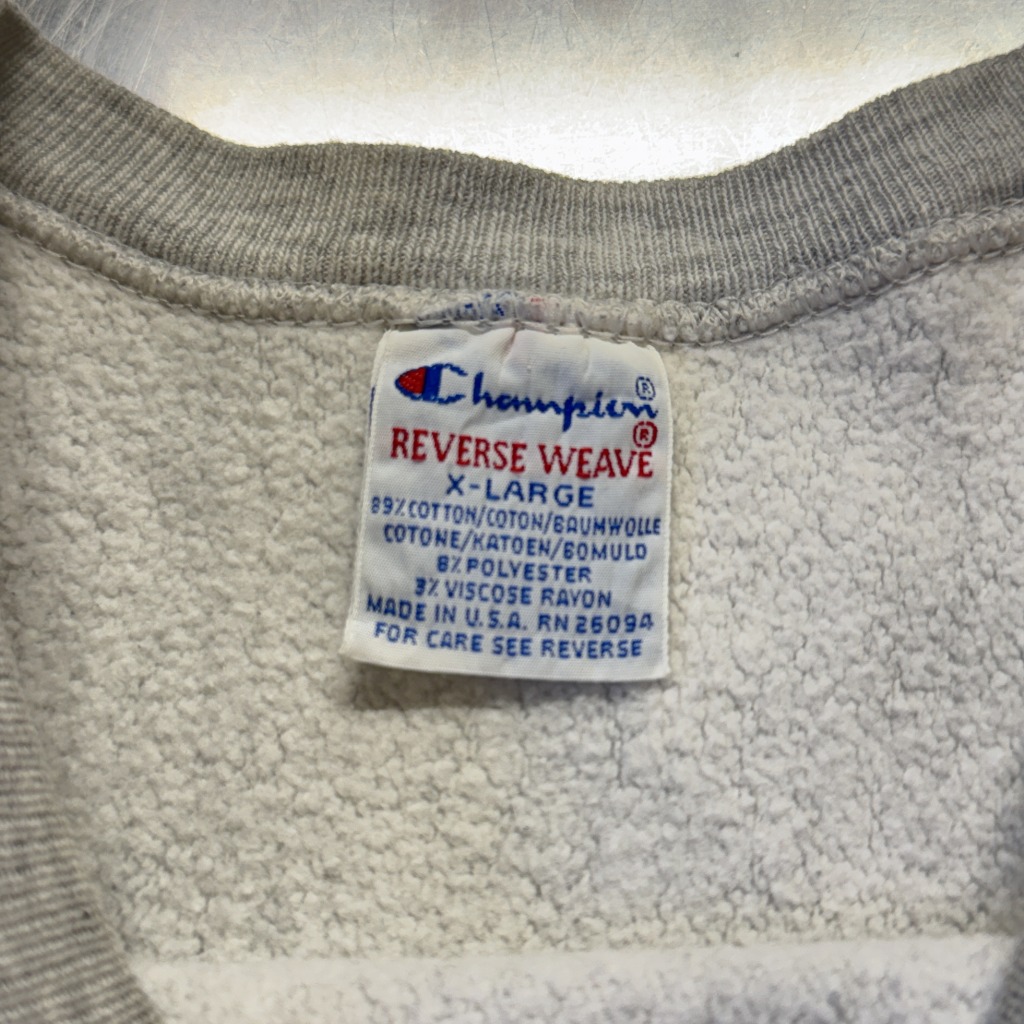 Champion®
REVERSE WEAVE®
X-LARGE
89% COTTON/COTON/BAUMWOLLE
COTONE/KATOEN/BOMULD
8% POLYESTER
3% VISCOSE RAYON
MADE IN U.S.A. RN 26094
FOR CARE SEE REVERSE